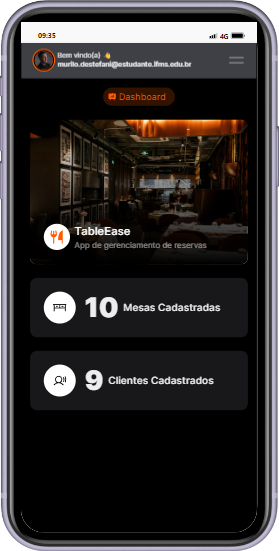 09:35
4G
Bem vindo(a) 👋
murilo.destefani@estudante.ifms.edu.br
Dashboard
TableEase
App de gerenciamento de reservas
10 Mesas Cadastradas
9 Clientes Cadastrados